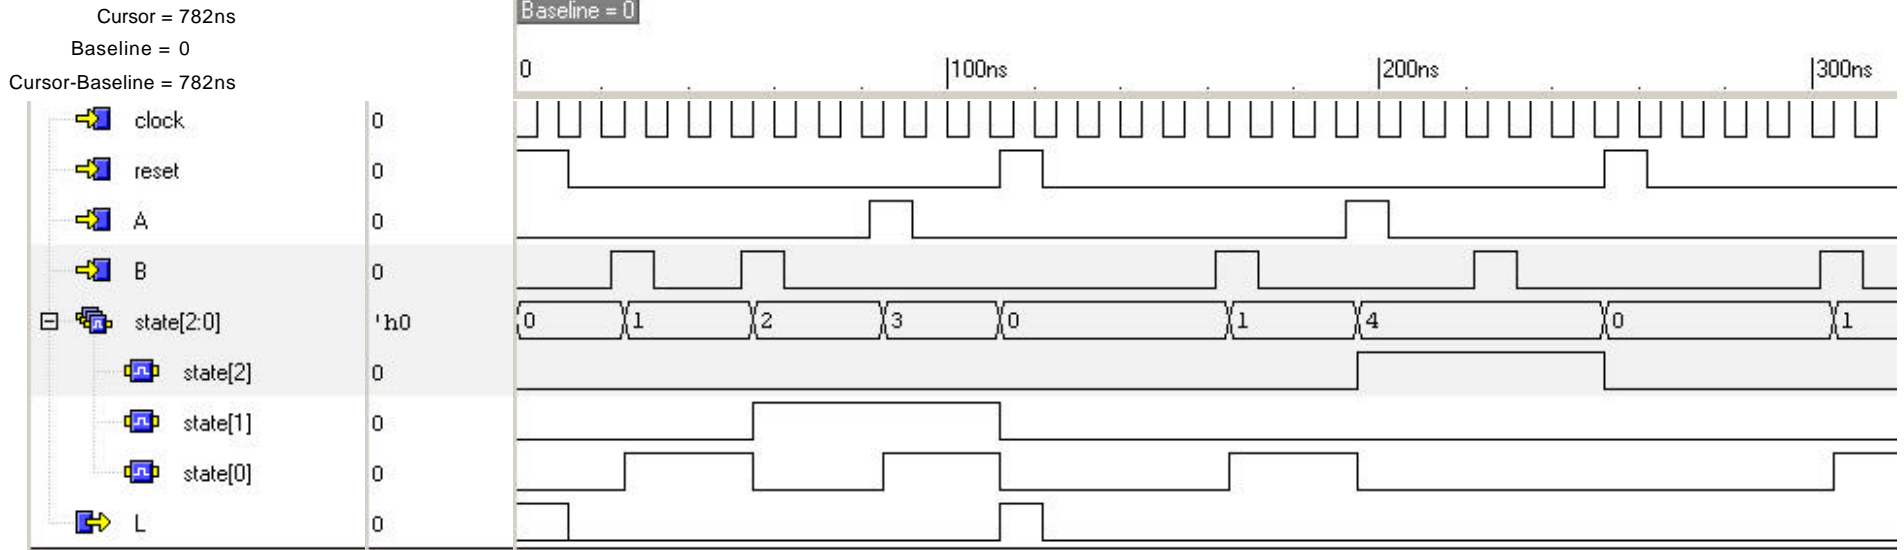 Cursor = 782ns
Baseline = 0
Cursor-Baseline = 782ns
Baseline = 0
0 100ns 200ns 300ns
clock 0
reset 0
A 0
B 0
state[2:0] 'h0 0 1 2 3 0 1 4 0 1
state[2] 0
state[1] 0
state[0] 0
L 0